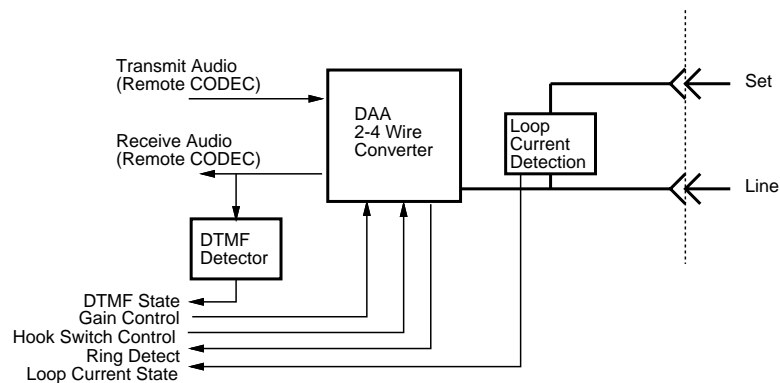 Transmit Audio
(Remote CODEC)
Receive Audio
(Remote CODEC)
DAA
2-4 Wire
Converter
Loop
Current
Detection
Set
Line
DTMF
Detector
DTMF State
Gain Control
Hook Switch Control
Ring Detect
Loop Current State